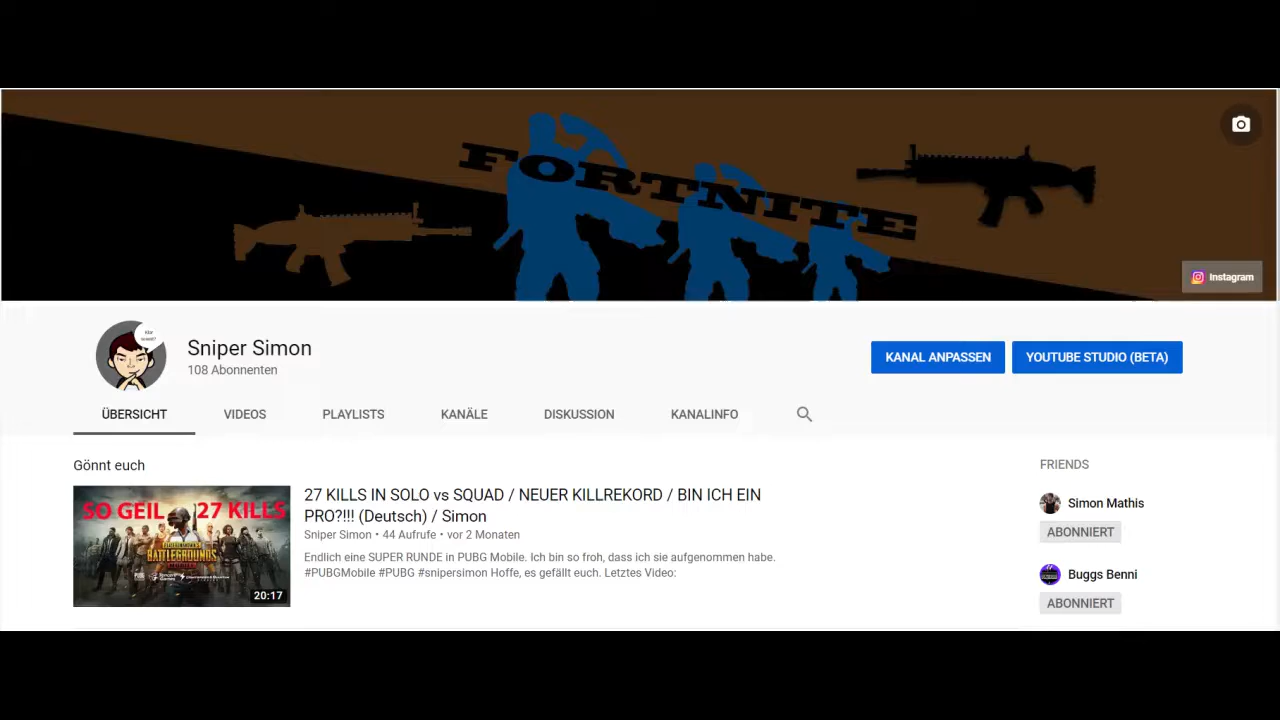 FORTNITE
Instagram
Sniper Simon
108 Abonnenten
KANAL ANPASSEN
YOUTUBE STUDIO (BETA)
ÜBERSICHT
VIDEOS
PLAYLISTS
KANÄLE
DISKUSSION
KANALINFO
Gönnt euch
SO GEIL
27 KILLS
BATTLEGROUNDS
20:17
27 KILLS IN SOLO vs SQUAD / NEUER KILLREKORD / BIN ICH EIN
PRO?!!! (Deutsch) / Simon
Sniper Simon • 44 Aufrufe • vor 2 Monaten
Endlich eine SUPER RUNDE in PUBG Mobile. Ich bin so froh, dass ich sie aufgenommen habe.
#PUBGMobile #PUBG #snipersimon Hoffe, es gefällt euch. Letztes Video:
FRIENDS
Simon Mathis
ABONNIERT
Buggs Benni
ABONNIERT